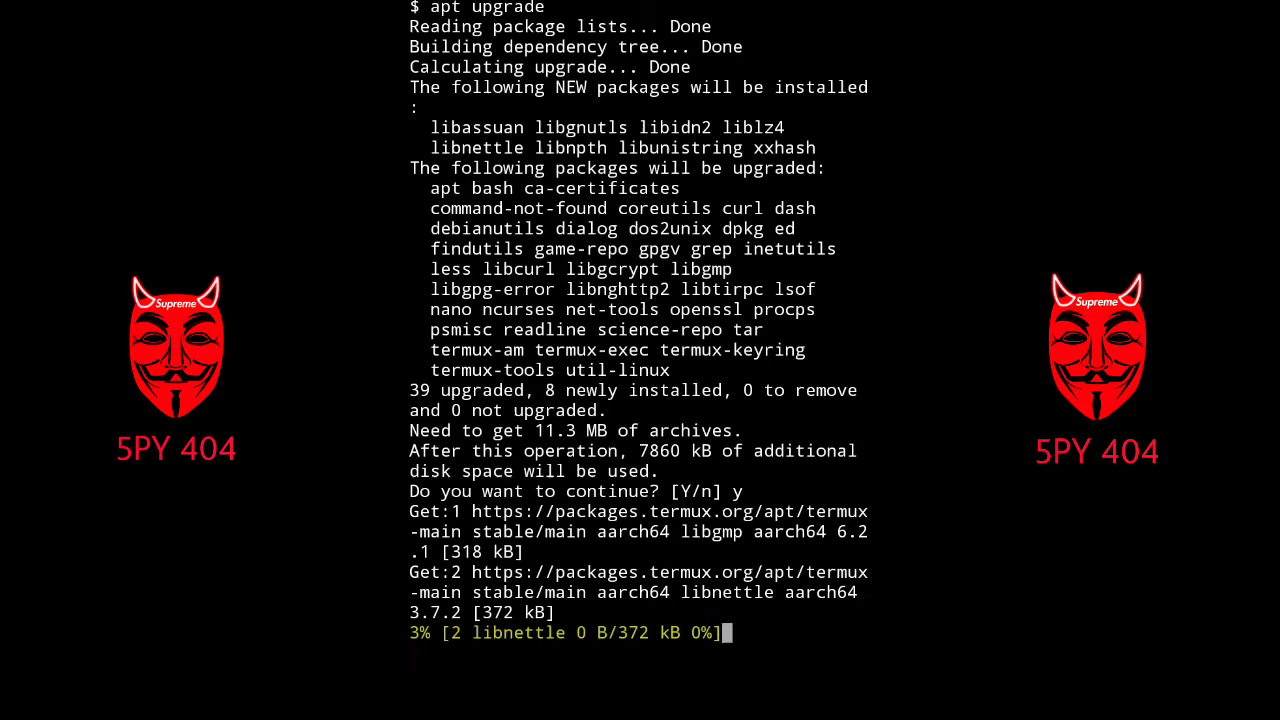 $ apt upgrade
Reading package lists... Done
Building dependency tree... Done
Calculating upgrade... Done
The following NEW packages will be installed
:
libassuan libgnutls libidn2 liblz4
libnettle libnpth libunistring xxhash
The following packages will be upgraded:
apt bash ca-certificates
command-not-found coreutils curl dash
debianutils dialog dos2unix dpkg ed
findutils game-repo gpgv grep inetutils
less libcurl libgcrypt libgmp
libgpg-error libnghttp2 libtirpc lsof
nano ncurses net-tools openssl procps
psmisc readline science-repo tar
termux-am termux-exec termux-keyring
termux-tools util-linux
39 upgraded, 8 newly installed, 0 to remove
and 0 not upgraded.
Need to get 11.3 MB of archives.
After this operation, 7860 kB of additional
disk space will be used.
Do you want to continue? [Y/n] y
Get:1 https://packages.termux.org/apt/termux
-main stable/main aarch64 libgmp aarch64 6.2
.1 [318 kB]
Get:2 https://packages.termux.org/apt/termux
-main stable/main aarch64 libnettle aarch64
3.7.2 [372 kB]
3% [2 libnettle 0 B/372 kB 0%]
Supreme
5PY 404
Supreme
5PY 404